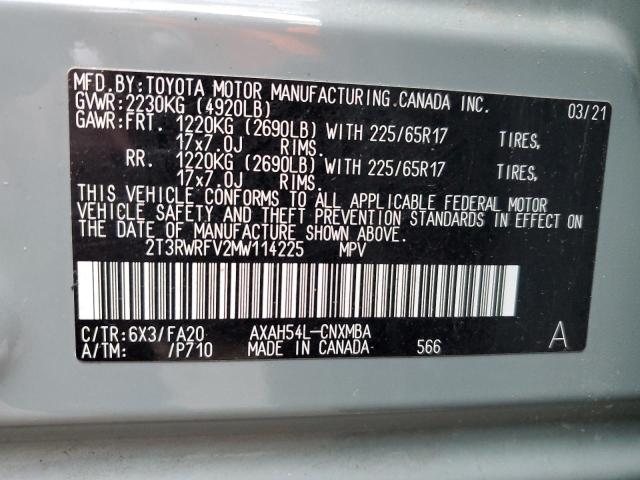 MFD.BY:TOYOTA MOTOR MANUFACTURING.CANADA INC. 03/21
GVWR:2230KG (4920LB)
GAWR:FRT. 1220KG (2690LB) WITH 225/65R17 TIRES,
17x7.0J RIMS.
RR. 1220KG (2690LB) WITH 225/65R17 TIRES,
17x7.0J RIMS.
THIS VEHICLE CONFORMS TO ALL APPLICABLE FEDERAL MOTOR
VEHICLE SAFETY AND THEFT PREVENTION STANDARDS IN EFFECT ON
THE DATE OF MANUFACTURE SHOWN ABOVE.
2T3RWRFV2MW114225 MPV
C/TR:6X3/FA20 AXAH54L-CNXMBA A
A/TM: /P710 MADE IN CANADA 566